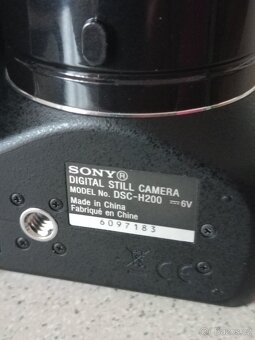 SONY®
DIGITAL STILL CAMERA
MODEL No. DSC-H200 ⎓6V
Made in China
Fabriqué en Chine
6097183